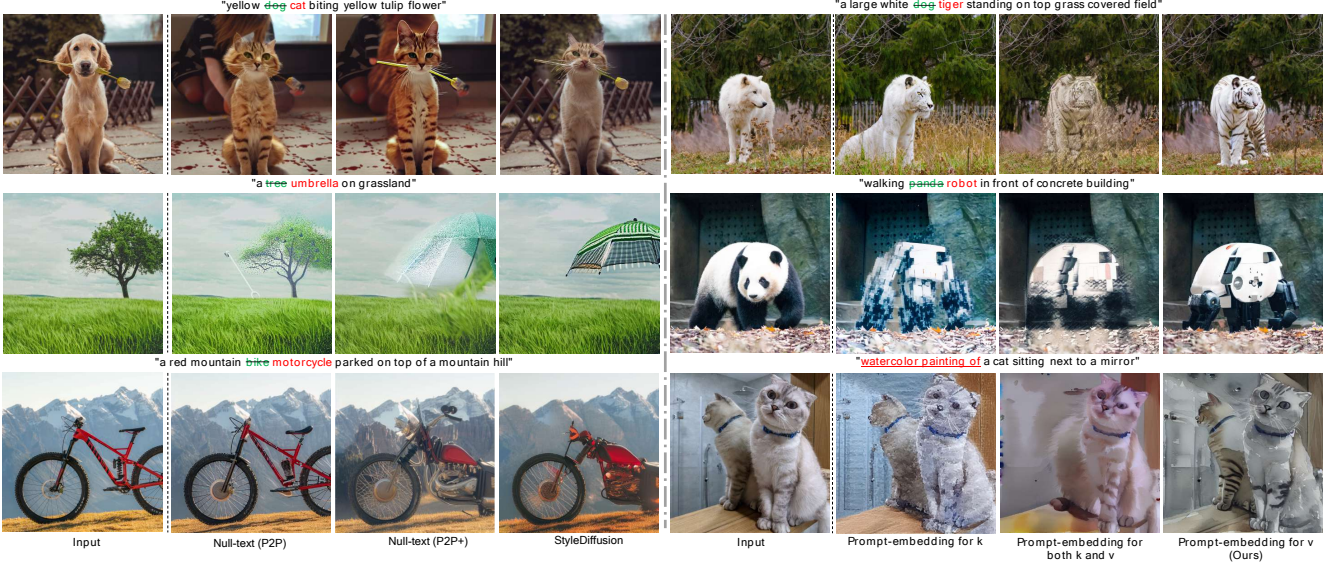 "yellow dog cat biting yellow tulip flower"
"a large white dog tiger standing on top grass covered field"
"a tree umbrella on grassland"
"walking panda robot in front of concrete building"
"a red mountain bike motorcycle parked on top of a mountain hill"
"watercolor painting of a cat sitting next to a mirror"
Input
Null-text (P2P)
Null-text (P2P+)
StyleDiffusion
Input
Prompt-embedding for k
Prompt-embedding for
both k and v
Prompt-embedding for v
(Ours)